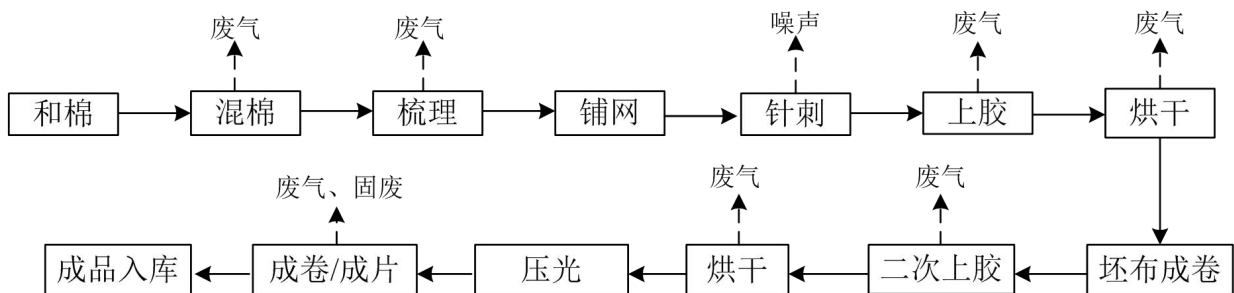 废气 废气 噪声 废气 废气
和棉 混棉 梳理 铺网 针刺 上胶 烘干
废气、固废 废气 废气
成品入库 成卷/成片 压光 烘干 二次上胶 坯布成卷